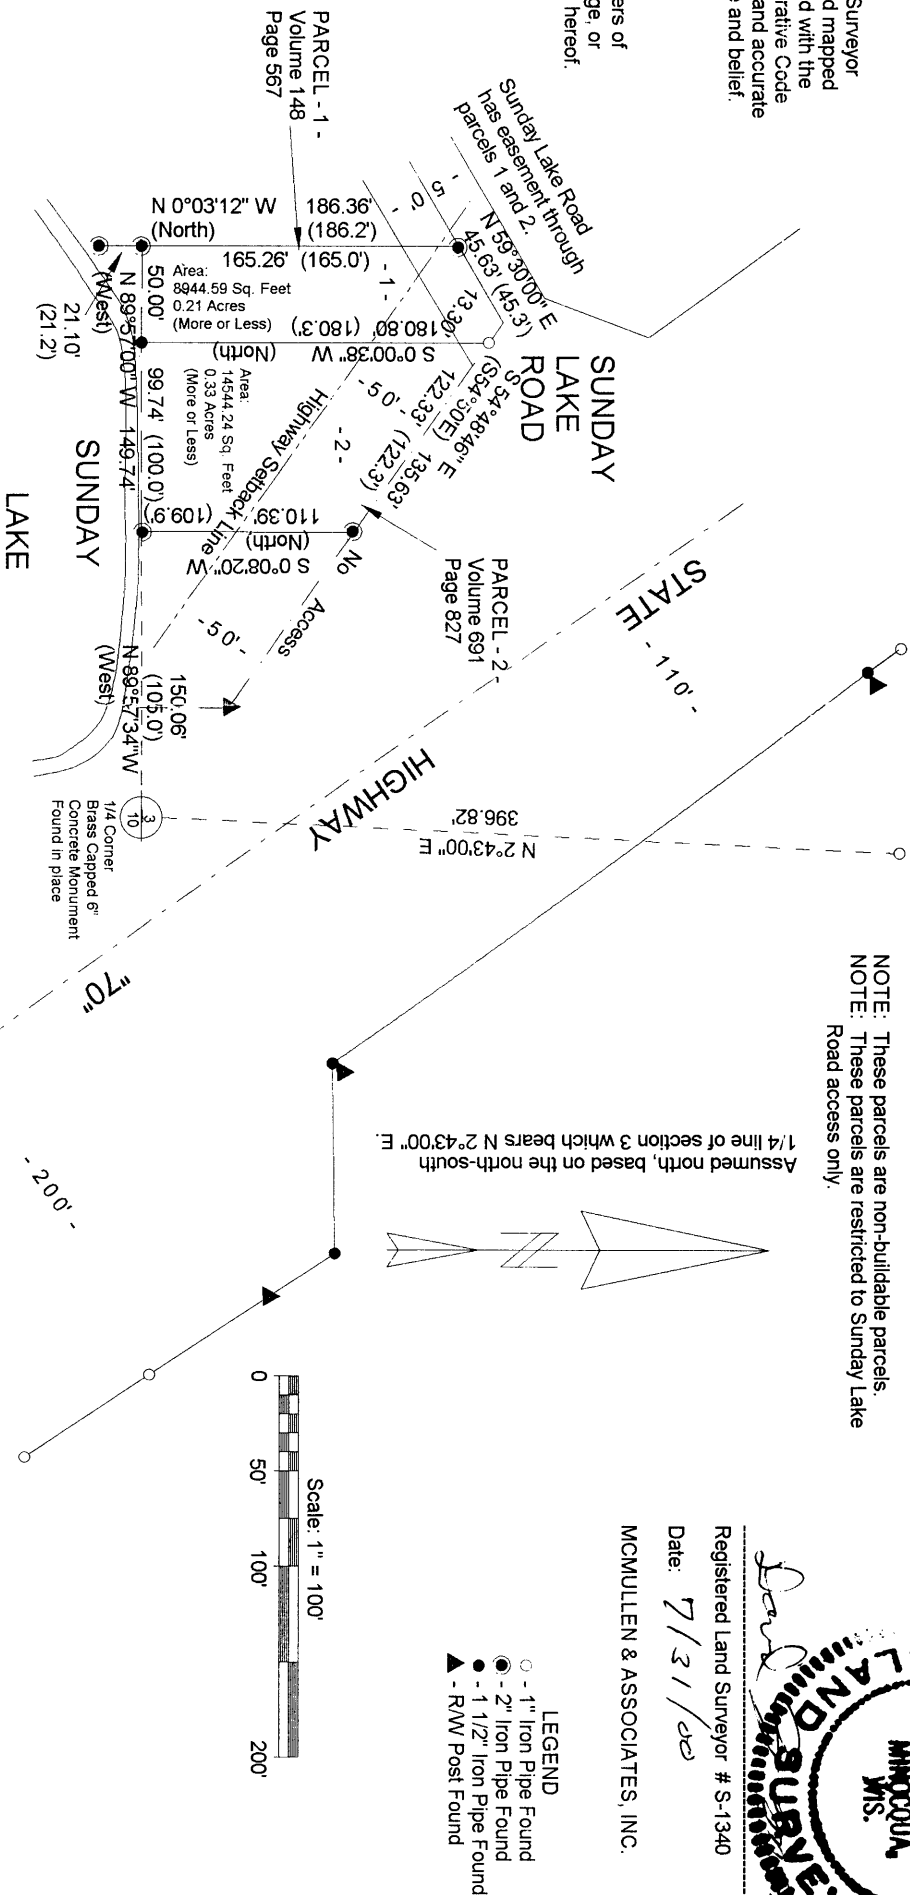 Surveyor
d mapped
d with the
rative Code
and accurate
e and belief.
ers of
ge, or
hereof.
NOTE: These parcels are non-buildable parcels.
NOTE: These parcels are restricted to Sunday Lake
Road access only.
Registered Land Surveyor # S-1340
Date: 7/31/00
MCMULLEN & ASSOCIATES, INC.
LAND SURVEY
MINOCQUA,
WIS.
LEGEND
- 1" Iron Pipe Found
- 2" Iron Pipe Found
- 1 1/2" Iron Pipe Found
- R/W Post Found
Scale: 1" = 100'
0 50' 100' 200'
Assumed north, based on the north-south
1/4 line of section 3 which bears N 2°43'00" E.
Sunday Lake Road
has easement through
parcels 1 and 2.
SUNDAY
LAKE
ROAD
STATE
HIGHWAY
"70"
- 110' -
- 200' -
N 2°43'00" E
396.82'
PARCEL - 1 -
Volume 148
Page 567
PARCEL - 2 -
Volume 691
Page 827
N 59°30'00" E
45.63' (45.3')
- 50' -
13.30'
S 54°48'46" E
(S54°50'E)
135.63'
122.33' (122.3')
186.36'
(186.2')
N 0°03'12" W
(North)
165.26' (165.0')
- 1 -
Area:
8944.59 Sq. Feet
0.21 Acres
(More or Less)
S 0°00'38" W
180.80' (180.3')
(North)
- 2 -
- 50' -
Area:
14544.24 Sq. Feet
0.33 Acres
(More or Less)
Highway Setback Line
S 0°08'20" W
(North)
110.39' (109.9')
No Access
- 50' -
50.00'
99.74' (100.0')
N 89°57'00" W 149.74'
(West)
21.10'
(21.2')
150.06'
(105.0')
N 89°57'34"W
(West)
3
10
1/4 Corner
Brass Capped 6"
Concrete Monument
Found in place
SUNDAY
LAKE